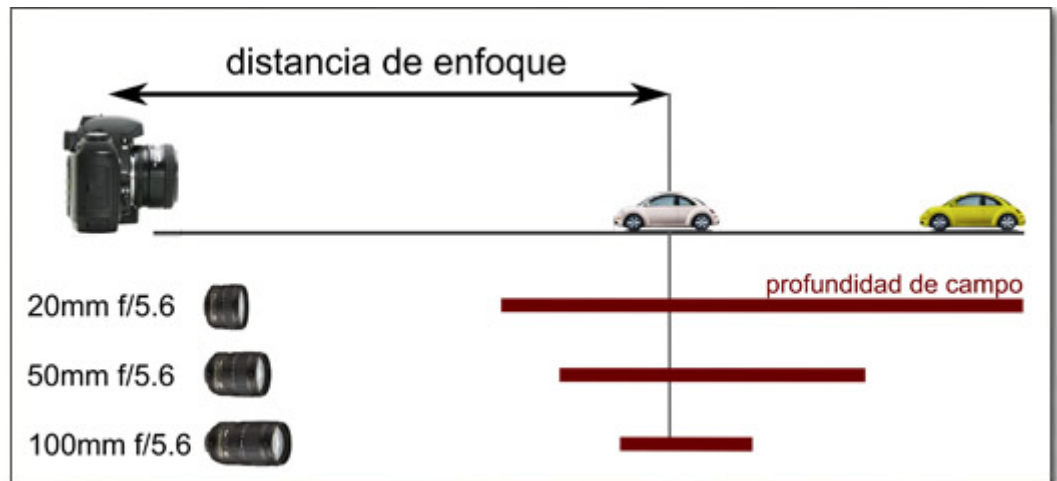 distancia de enfoque
profundidad de campo
20mm f/5.6
50mm f/5.6
100mm f/5.6